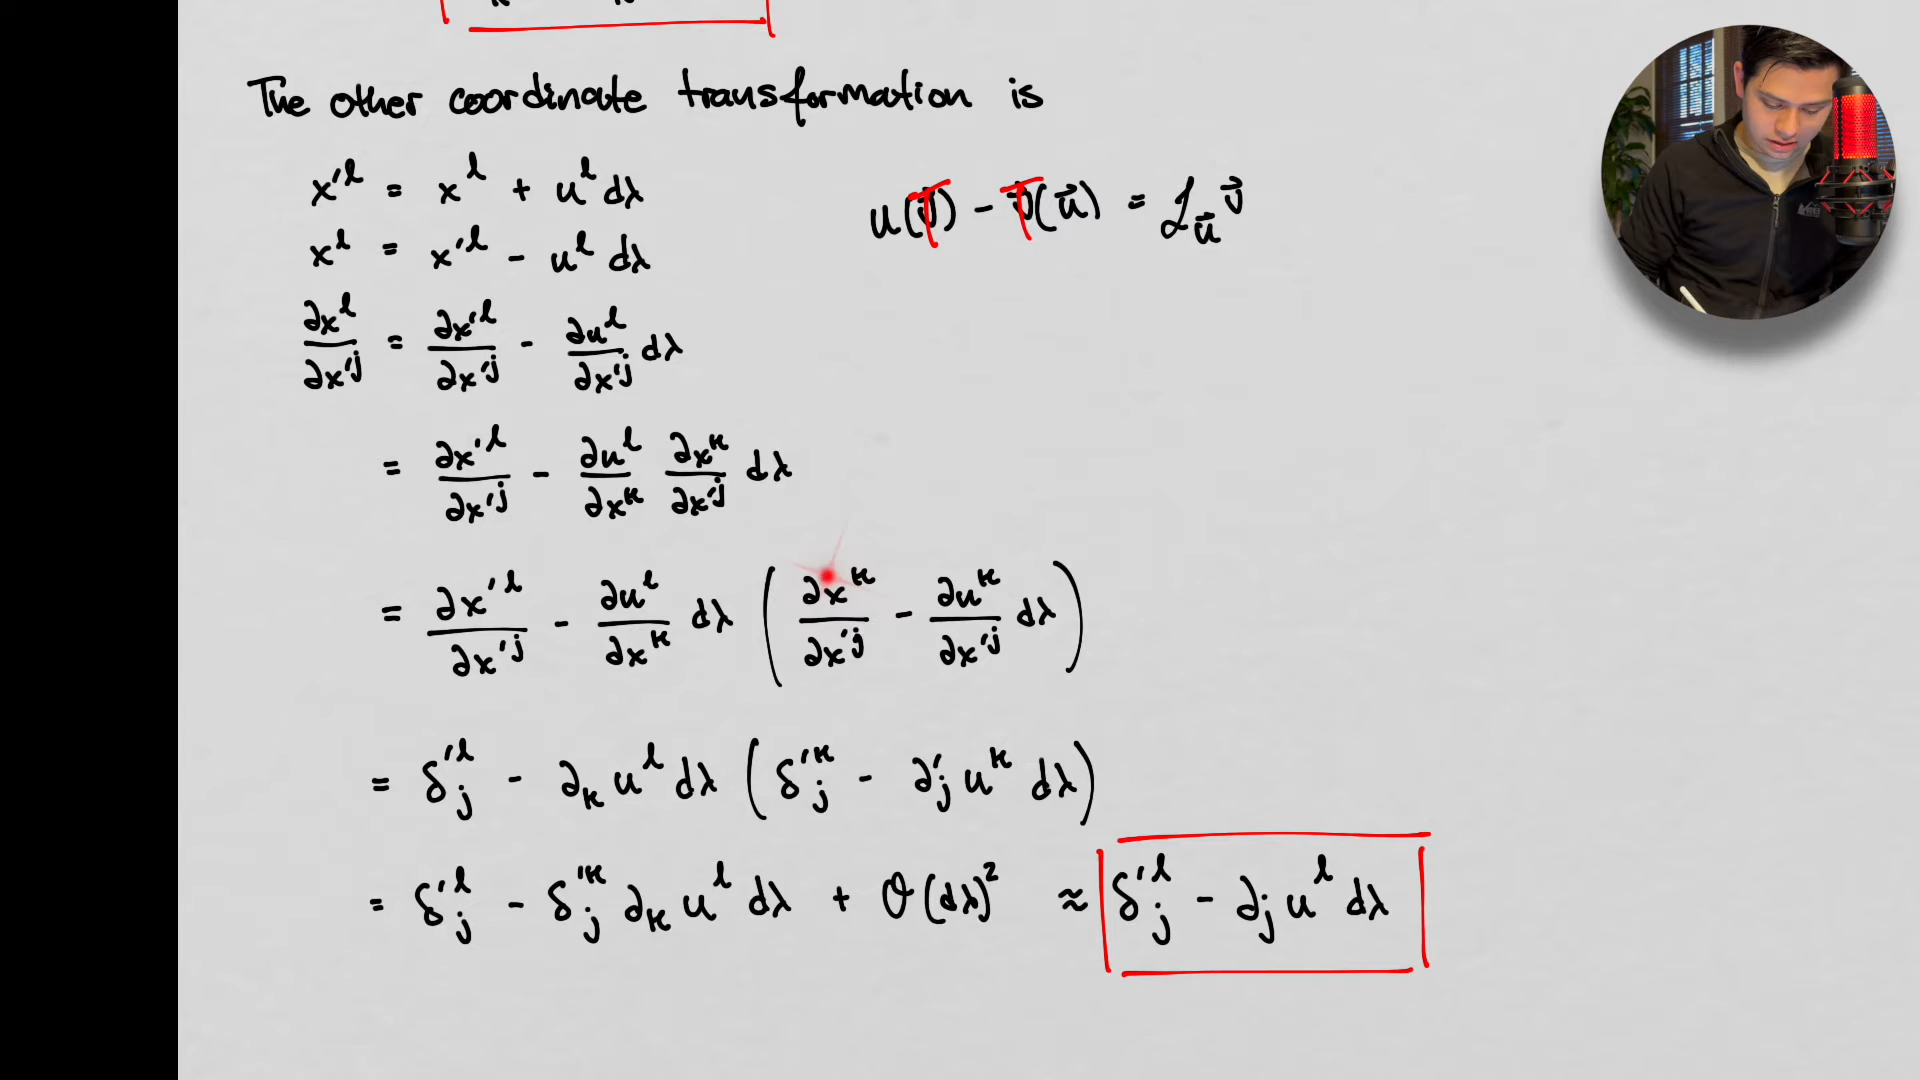 The other coordinate transformation is
x'^l = x^l + u^l dλ
u(v⃗) - v⃗(u⃗) = ℒ_u⃗ v⃗
T T
x^l = x'^l - u^l dλ
∂x^l/∂x'^j = ∂x'^l/∂x'^j - ∂u^l/∂x'^j dλ
= ∂x'^l/∂x'^j - ∂u^l/∂x^k ∂x^k/∂x'^j dλ
= ∂x'^l/∂x'^j - ∂u^l/∂x^k dλ (∂x^k/∂x'^j - ∂u^k/∂x'^j dλ)
= δ'^l_j - ∂_k u^l dλ (δ'^k_j - ∂'_j u^k dλ)
= δ'^l_j - δ'^k_j ∂_k u^l dλ + O(dλ)^2 ≈ δ'^l_j - ∂_j u^l dλ